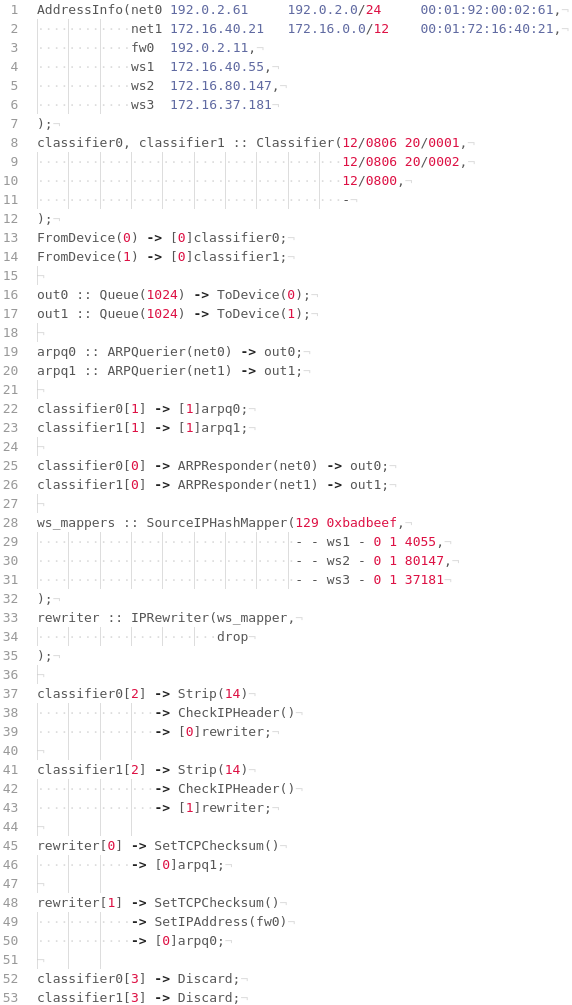 1 AddressInfo(net0 192.0.2.61     192.0.2.0/24     00:01:92:00:02:61,
2             net1 172.16.40.21   172.16.0.0/12    00:01:72:16:40:21,
3             fw0  192.0.2.11,
4             ws1  172.16.40.55,
5             ws2  172.16.80.147,
6             ws3  172.16.37.181
7 );
8 classifier0, classifier1 :: Classifier(12/0806 20/0001,
9                                        12/0806 20/0002,
10                                        12/0800,
11                                        -
12 );
13 FromDevice(0) -> [0]classifier0;
14 FromDevice(1) -> [0]classifier1;
15
16 out0 :: Queue(1024) -> ToDevice(0);
17 out1 :: Queue(1024) -> ToDevice(1);
18
19 arpq0 :: ARPQuerier(net0) -> out0;
20 arpq1 :: ARPQuerier(net1) -> out1;
21
22 classifier0[1] -> [1]arpq0;
23 classifier1[1] -> [1]arpq1;
24
25 classifier0[0] -> ARPResponder(net0) -> out0;
26 classifier1[0] -> ARPResponder(net1) -> out1;
27
28 ws_mappers :: SourceIPHashMapper(129 0xbadbeef,
29                                  - - ws1 - 0 1 4055,
30                                  - - ws2 - 0 1 80147,
31                                  - - ws3 - 0 1 37181
32 );
33 rewriter :: IPRewriter(ws_mapper,
34                        drop
35 );
36
37 classifier0[2] -> Strip(14)
38                -> CheckIPHeader()
39                -> [0]rewriter;
40
41 classifier1[2] -> Strip(14)
42                -> CheckIPHeader()
43                -> [1]rewriter;
44
45 rewriter[0] -> SetTCPChecksum()
46             -> [0]arpq1;
47
48 rewriter[1] -> SetTCPChecksum()
49             -> SetIPAddress(fw0)
50             -> [0]arpq0;
51
52 classifier0[3] -> Discard;
53 classifier1[3] -> Discard;